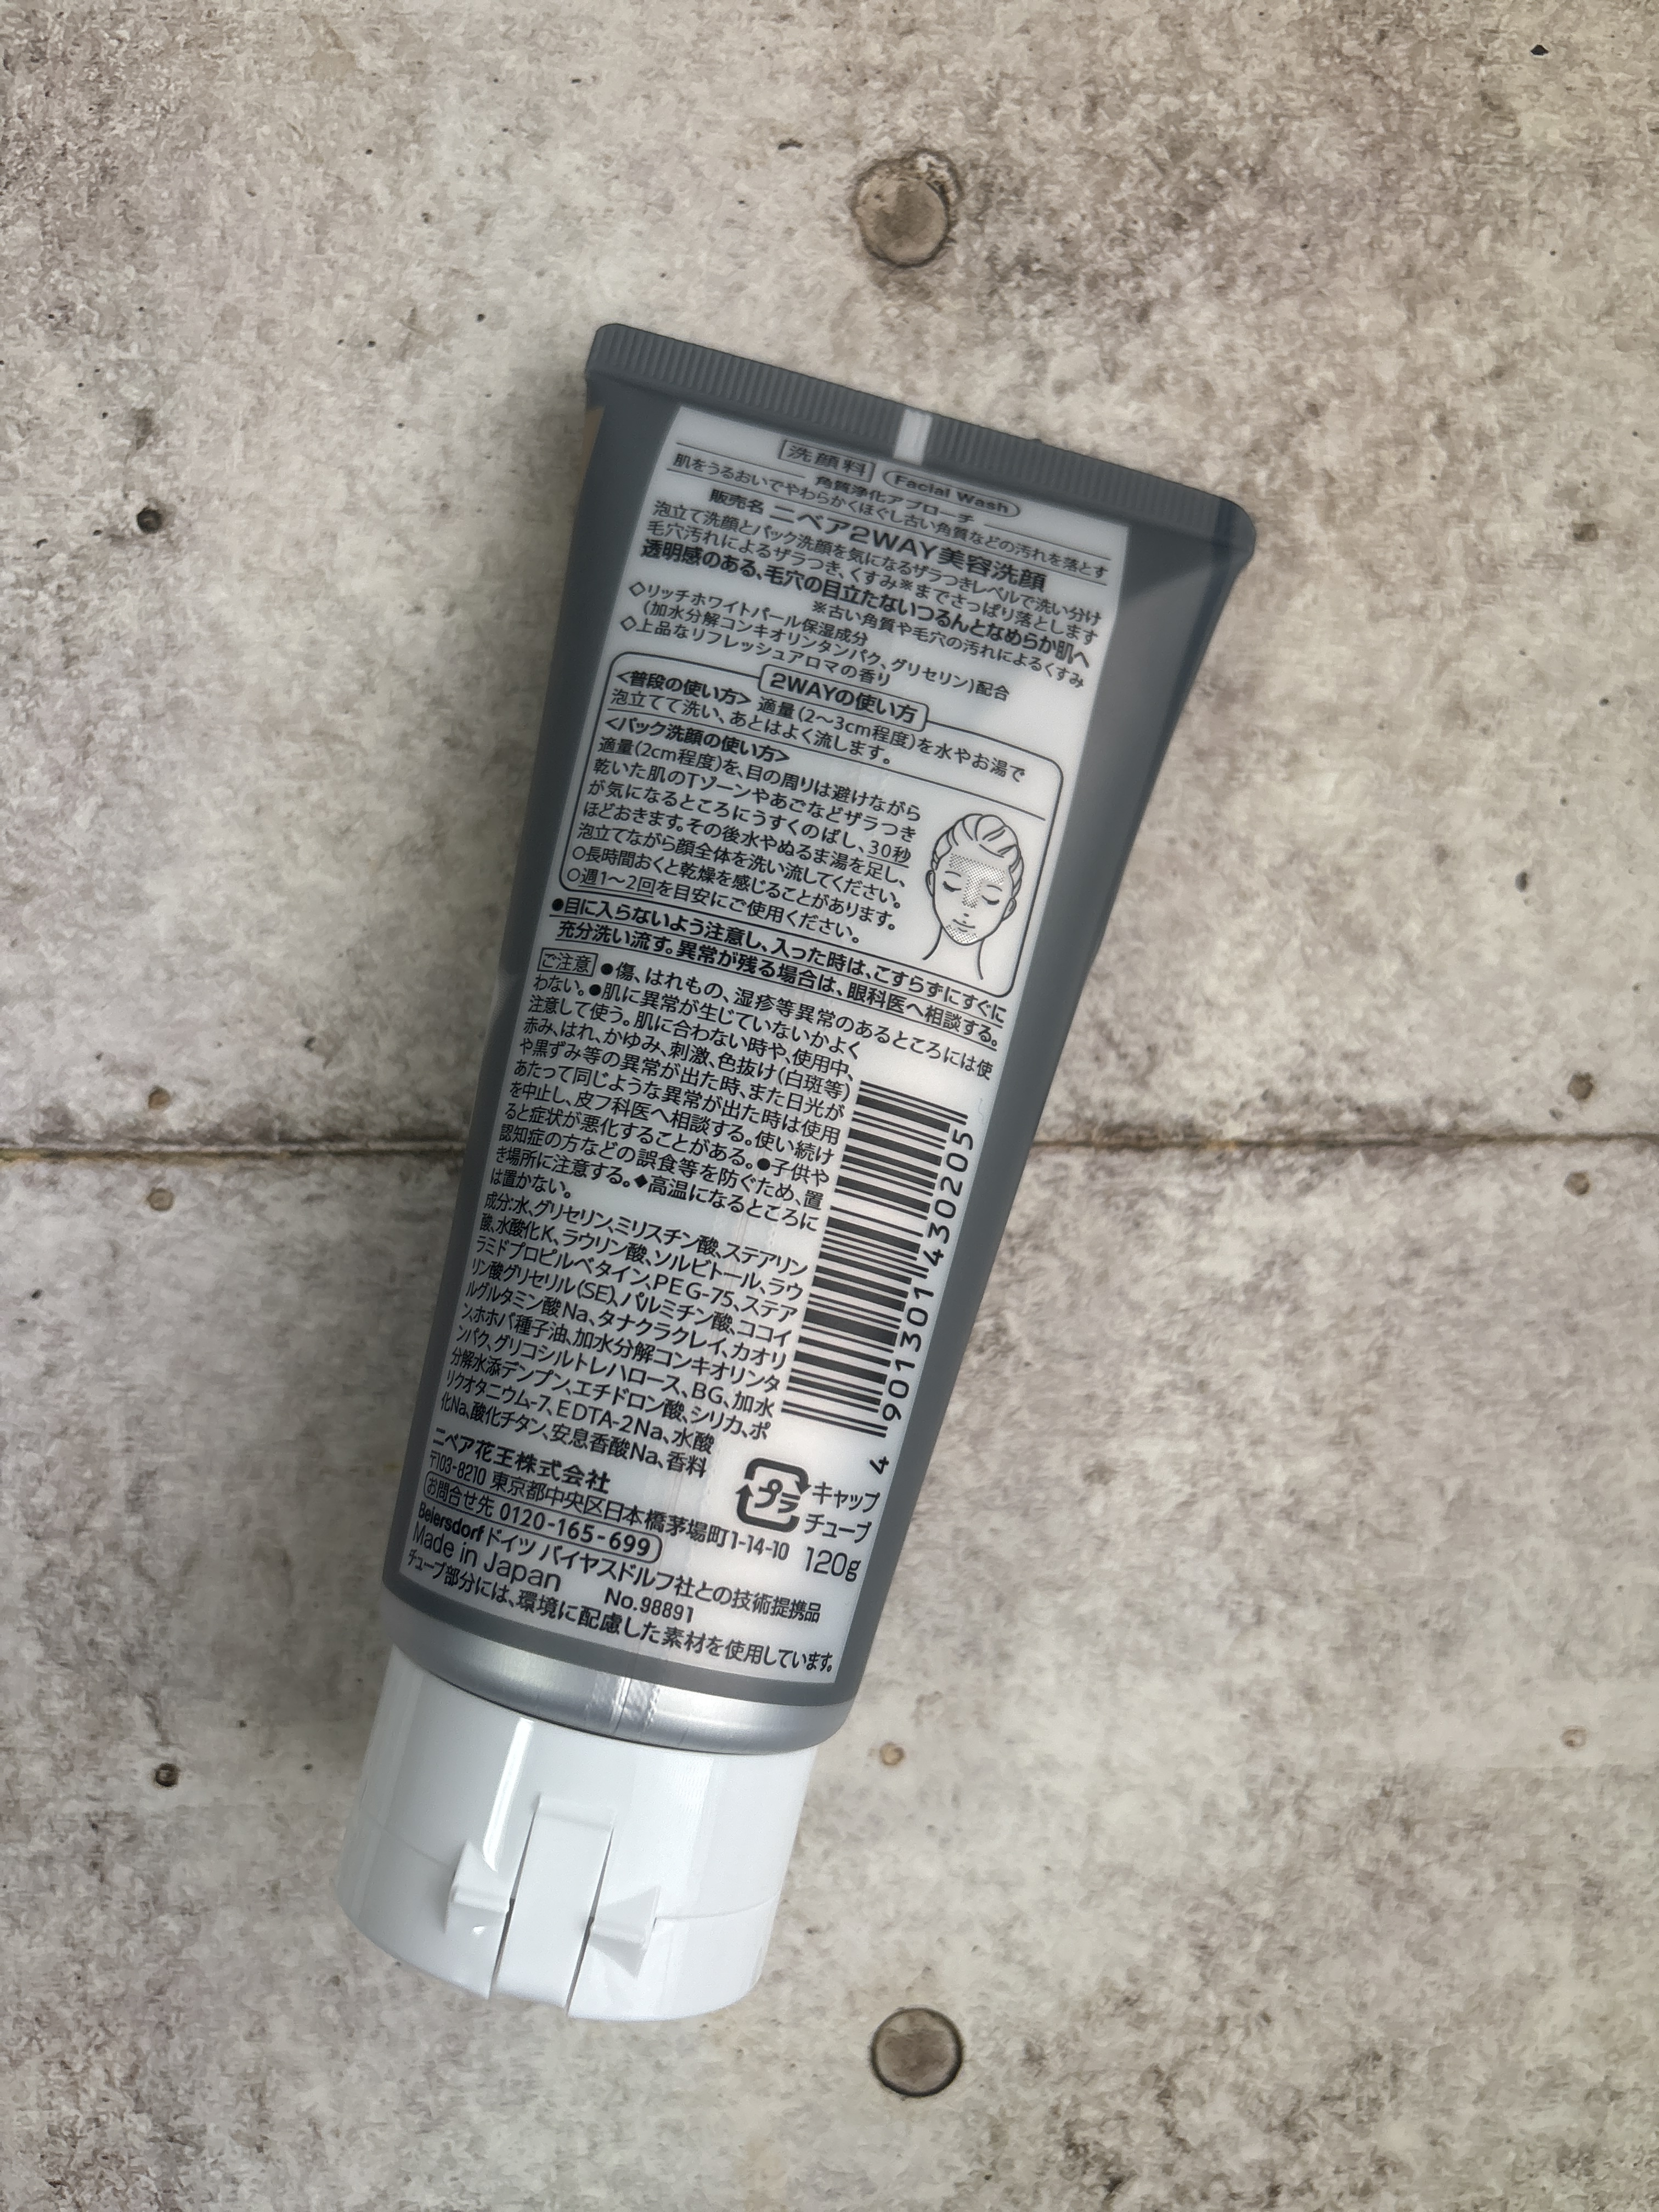 洗顔料 Facial Wash
角質浄化アプローチ
肌をうるおいでやわらかくほぐし古い角質などの汚れを落とす
販売名 ニベア2WAY美容洗顔
泡立て洗顔とパック洗顔を気になるザラつきレベルで洗い分け
毛穴汚れによるザラつき、くすみ※までさっぱり落とします
透明感のある、毛穴の目立たないつるんとなめらか肌へ
※古い角質や毛穴の汚れによるくすみ
◇リッチホワイトパール保湿成分
(加水分解コンキオリンタンパク、グリセリン)配合
◇上品なリフレッシュアロマの香り
2WAYの使い方
<普段の使い方> 適量(2～3cm程度)を水やお湯で
泡立てて洗い、あとはよく流します。
<パック洗顔の使い方>
適量(2cm程度)を、目の周りは避けながら
乾いた肌のTゾーンやあごなどザラつき
が気になるところにうすくのばし、30秒
ほどおきます。その後水やぬるま湯を足し、
泡立てながら顔全体を洗い流してください。
○長時間おくと乾燥を感じることがあります。
○週1～2回を目安にご使用ください。
●目に入らないよう注意し、入った時は、こすらずにすぐに
充分洗い流す。異常が残る場合は、眼科医へ相談する。
ご注意 ●傷、はれもの、湿疹等異常のあるところには使
わない。●肌に異常が生じていないかよく
注意して使う。肌に合わない時や、使用中、
赤み、はれ、かゆみ、刺激、色抜け(白斑等)
や黒ずみ等の異常が出た時、また日光が
あたって同じような異常が出た時は使用
を中止し、皮フ科医へ相談する。使い続け
ると症状が悪化することがある。●子供や
認知症の方などの誤食等を防ぐため、置
き場所に注意する。◆高温になるところに
は置かない。
成分:水、グリセリン、ミリスチン酸、ステアリン
酸、水酸化K、ラウリン酸、ソルビトール、ラウ
ラミドプロピルベタイン、PEG-75、ステア
リン酸グリセリル(SE)、パルミチン酸、ココイ
ルグルタミン酸Na、タナクラクレイ、カオリ
ン、ホホバ種子油、加水分解コンキオリンタ
ンパク、グリコシルトレハロース、BG、加水
分解水添デンプン、エチドロン酸、シリカ、ポ
リクオタニウム-7、EDTA-2Na、水酸
化Na、酸化チタン、安息香酸Na、香料
4 901301 430205
プラ
キャップ
チューブ
ニベア花王株式会社
〒103-8210 東京都中央区日本橋茅場町1-14-10
120g
お問合せ先 0120-165-699
Beiersdorf ドイツ バイヤスドルフ社との技術提携品
Made in Japan No.98891
チューブ部分には、環境に配慮した素材を使用しています。